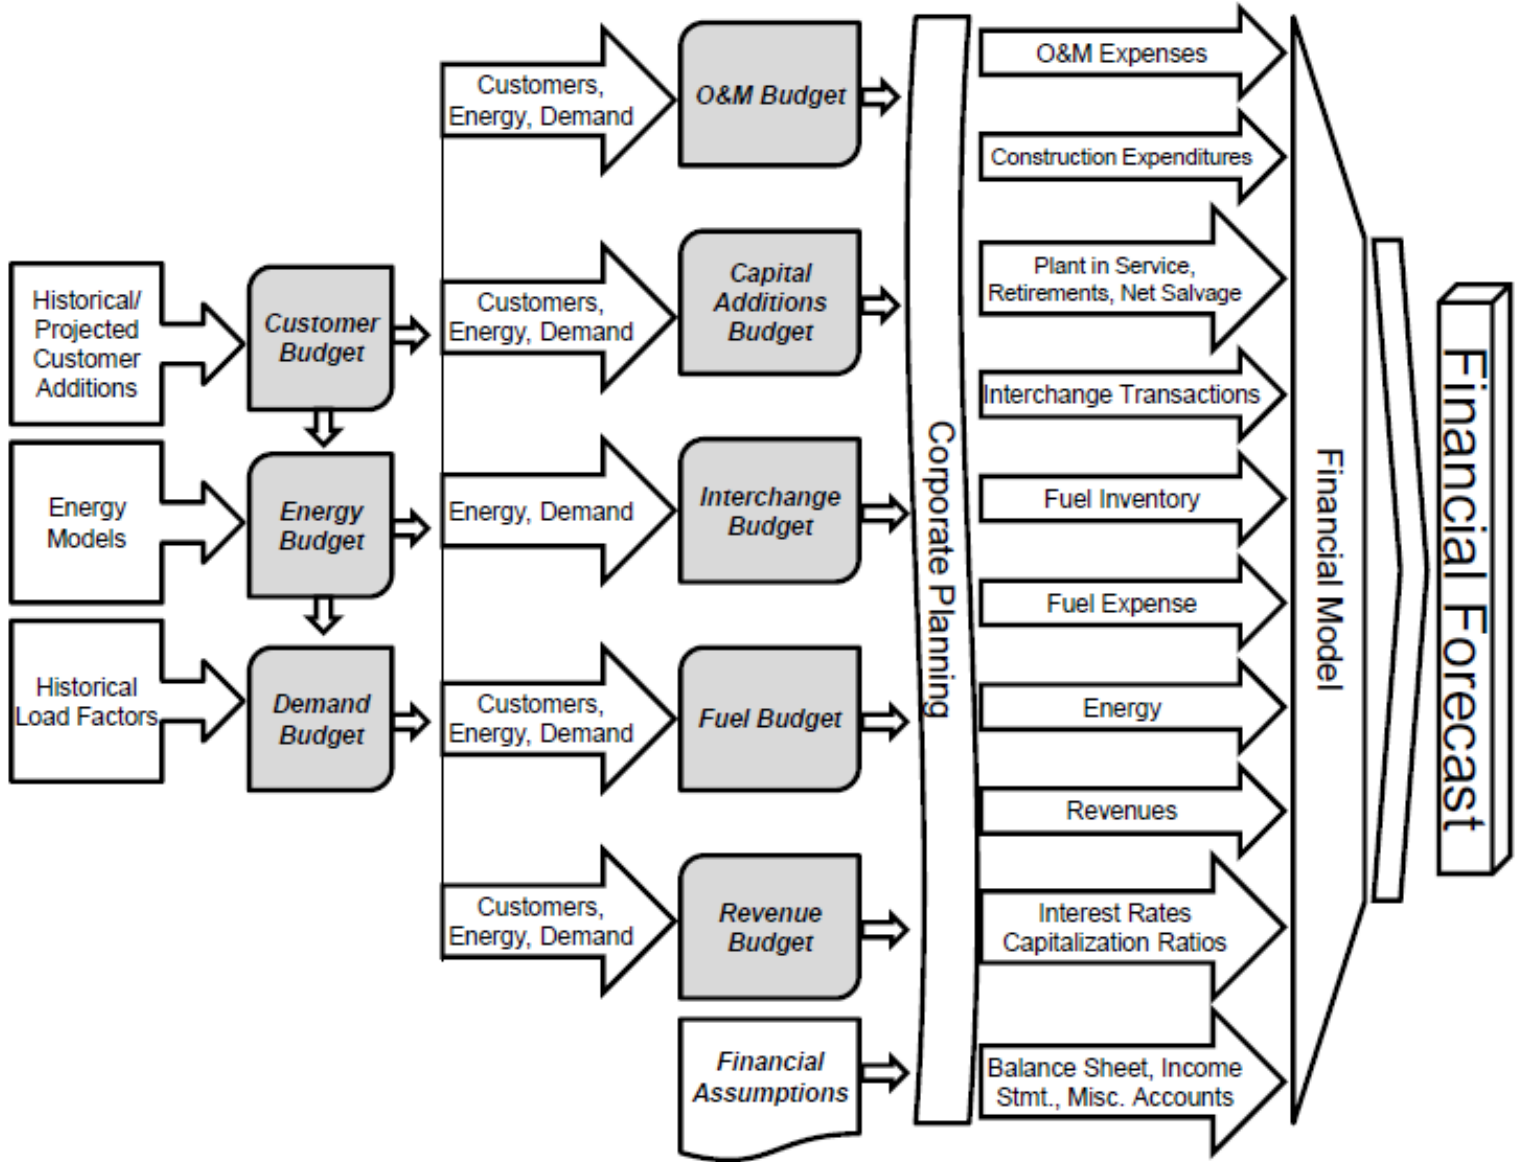 Historical/
Projected
Customer
Additions
Energy
Models
Historical
Load Factors
Customer
Budget
Energy
Budget
Demand
Budget
Customers,
Energy, Demand
Customers,
Energy, Demand
Energy, Demand
Customers,
Energy, Demand
Customers,
Energy, Demand
O&M Budget
Capital
Additions
Budget
Interchange
Budget
Fuel Budget
Revenue
Budget
Financial
Assumptions
Corporate Planning
O&M Expenses
Construction Expenditures
Plant in Service,
Retirements, Net Salvage
Interchange Transactions
Fuel Inventory
Fuel Expense
Energy
Revenues
Interest Rates
Capitalization Ratios
Balance Sheet, Income
Stmt., Misc. Accounts
Financial Model
Financial Forecast